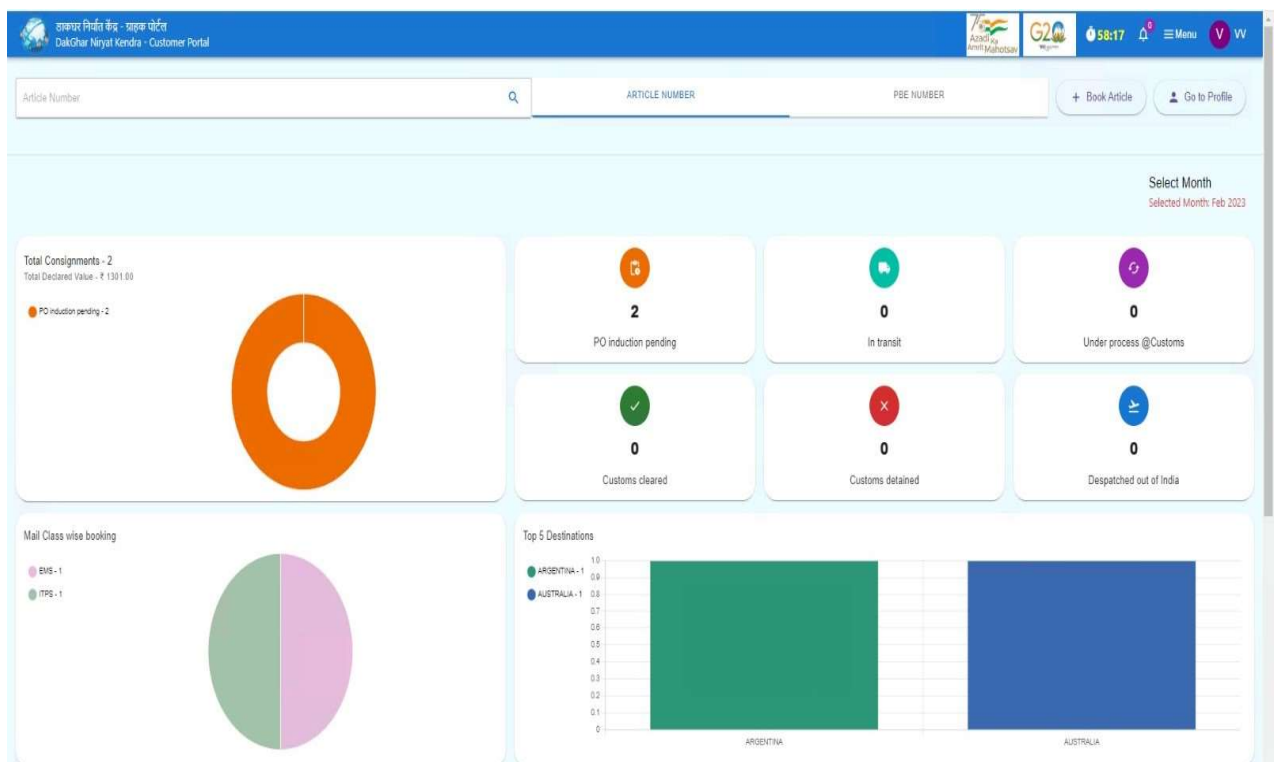 डाकघर निर्यात केंद्र - ग्राहक पोर्टल
DakGhar Niryat Kendra - Customer Portal
Azadi Ka
Amrit Mahotsav
G20
58:17
0
Menu
V
VV
Article Number
ARTICLE NUMBER
PBE NUMBER
+ Book Article
Go to Profile
Select Month
Selected Month: Feb 2023
Total Consignments - 2
Total Declared Value - ₹ 1301.00
PO induction pending - 2
2
PO induction pending
0
In transit
0
Under process @Customs
0
Customs cleared
0
Customs detained
0
Despatched out of India
Mail Class wise booking
EMS - 1
ITPS - 1
Top 5 Destinations
ARGENTINA - 1
AUSTRALIA - 1
1.0
0.9
0.8
0.7
0.6
0.5
0.4
0.3
0.2
0.1
0
ARGENTINA
AUSTRALIA